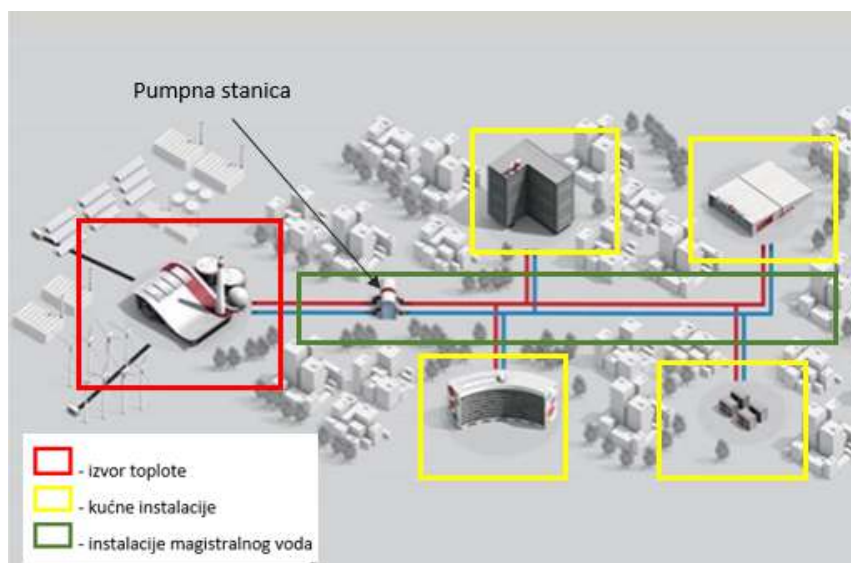 Pumpna stanica
- izvor toplote
- kućne instalacije
- instalacije magistralnog voda